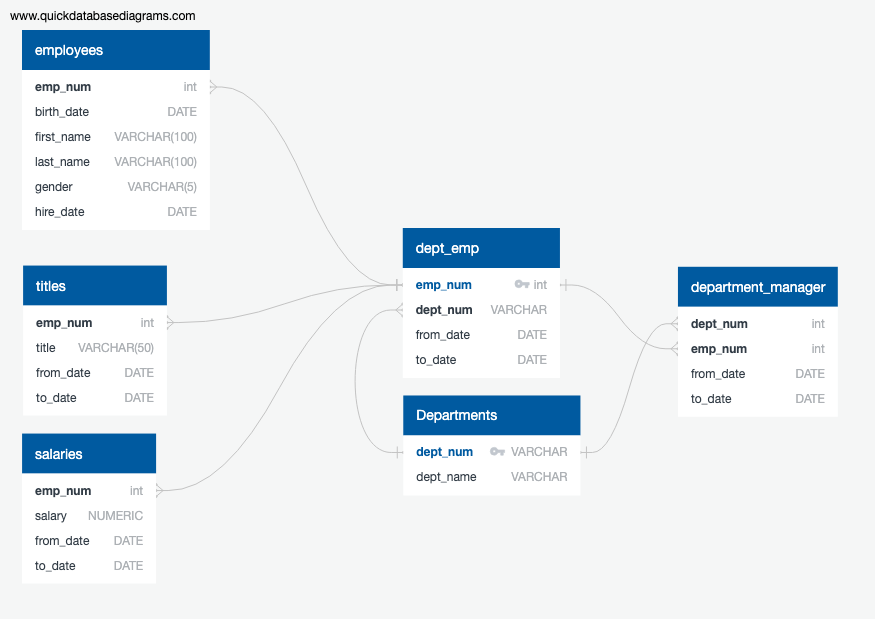 www.quickdatabasediagrams.com
employees
emp_num int
birth_date DATE
first_name VARCHAR(100)
last_name VARCHAR(100)
gender VARCHAR(5)
hire_date DATE
titles
emp_num int
title VARCHAR(50)
from_date DATE
to_date DATE
salaries
emp_num int
salary NUMERIC
from_date DATE
to_date DATE
dept_emp
emp_num int
dept_num VARCHAR
from_date DATE
to_date DATE
Departments
dept_num VARCHAR
dept_name VARCHAR
department_manager
dept_num int
emp_num int
from_date DATE
to_date DATE